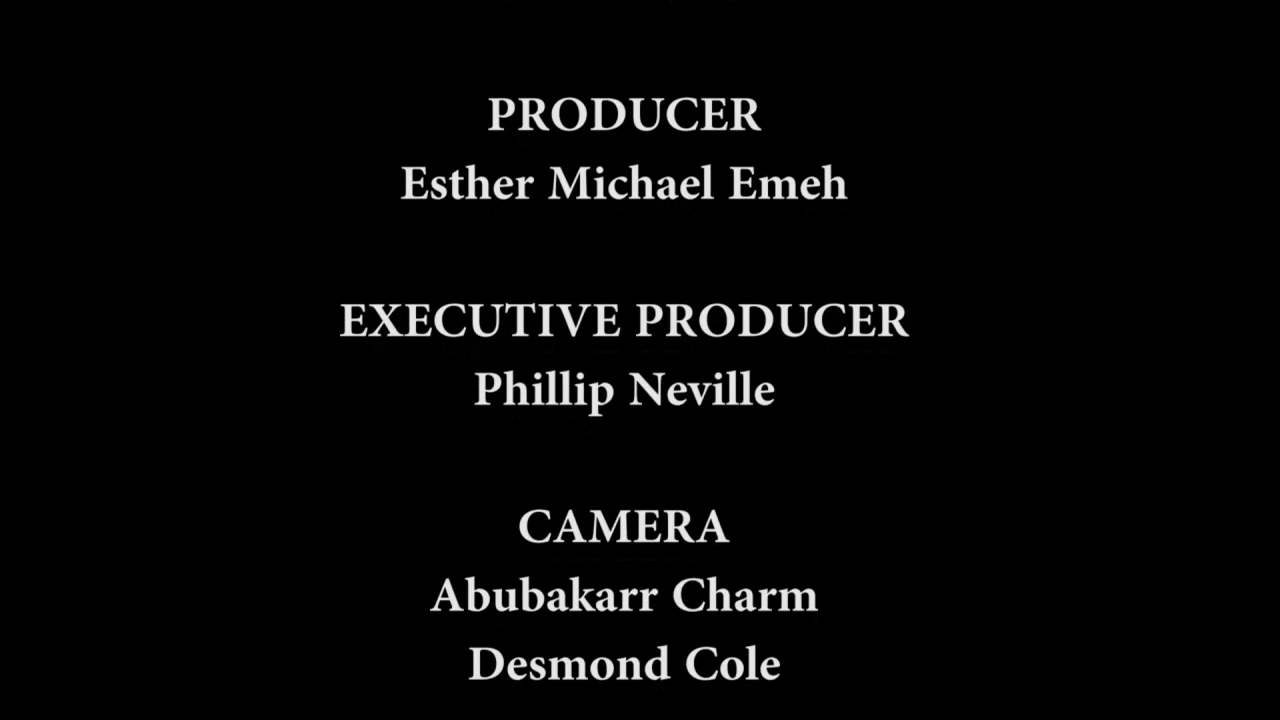 PRODUCER
Esther Michael Emeh
EXECUTIVE PRODUCER
Phillip Neville
CAMERA
Abubakarr Charm
Desmond Cole